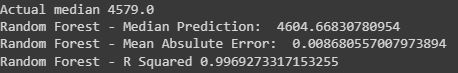 Actual median 4579.0
Random Forest - Median Prediction:  4604.66830780954
Random Forest - Mean Absulute Error:  0.008680557007973894
Random Forest - R Squared 0.9969273317153255